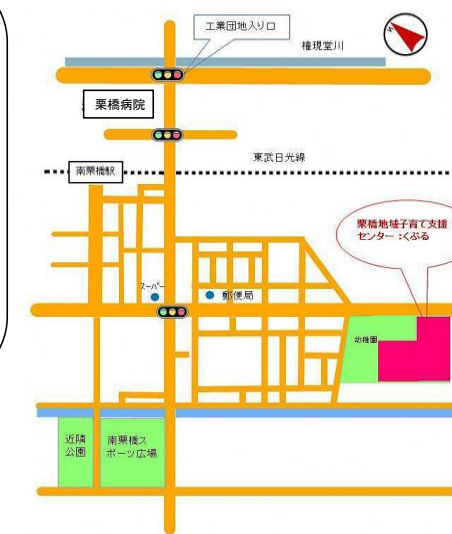 工業団地入り口
権現堂川
栗橋病院
東武日光線
南栗橋駅
栗橋地域子育て支援
センター：くぷる
スーパー
郵便局
幼稚園
近隣
公園
南栗橋ス
ポーツ広場